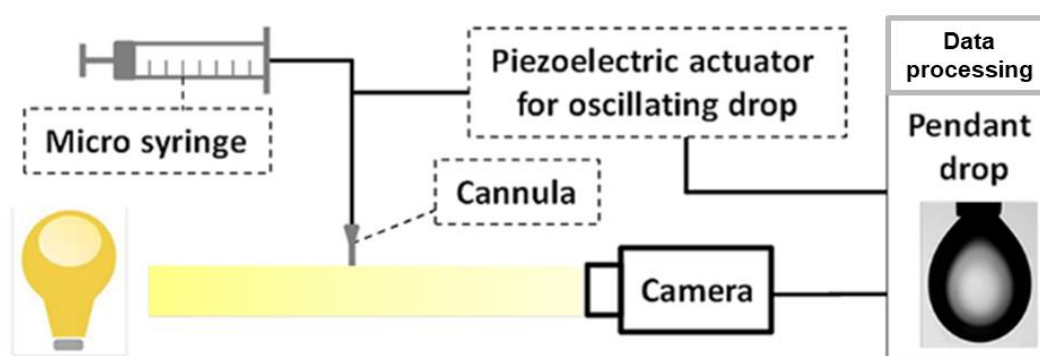 Micro syringe
Piezoelectric actuator
for oscillating drop
Cannula
Camera
Data
processing
Pendant
drop